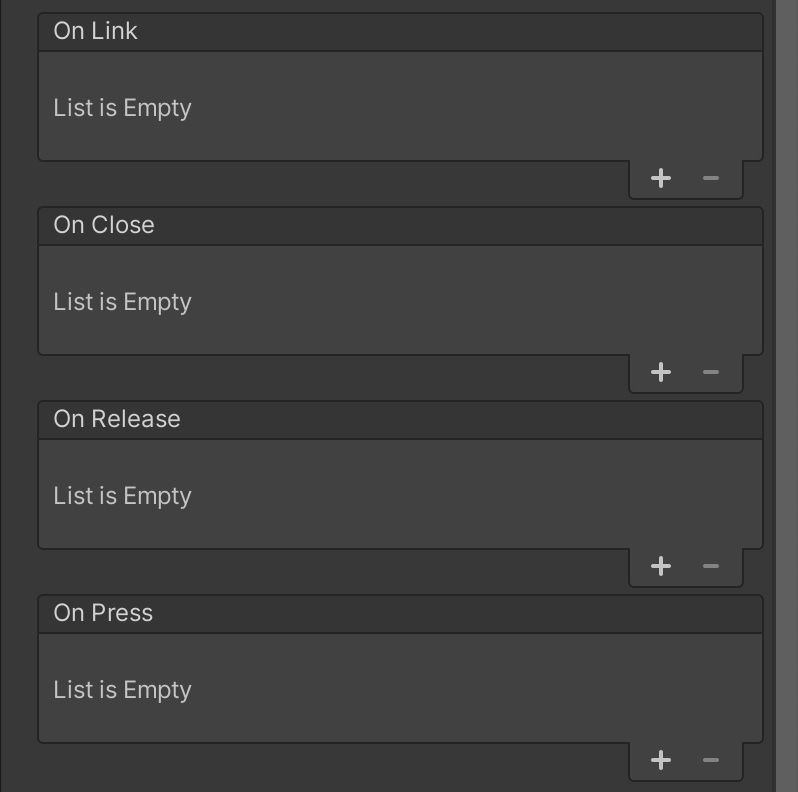 On Link
List is Empty
On Close
List is Empty
On Release
List is Empty
On Press
List is Empty